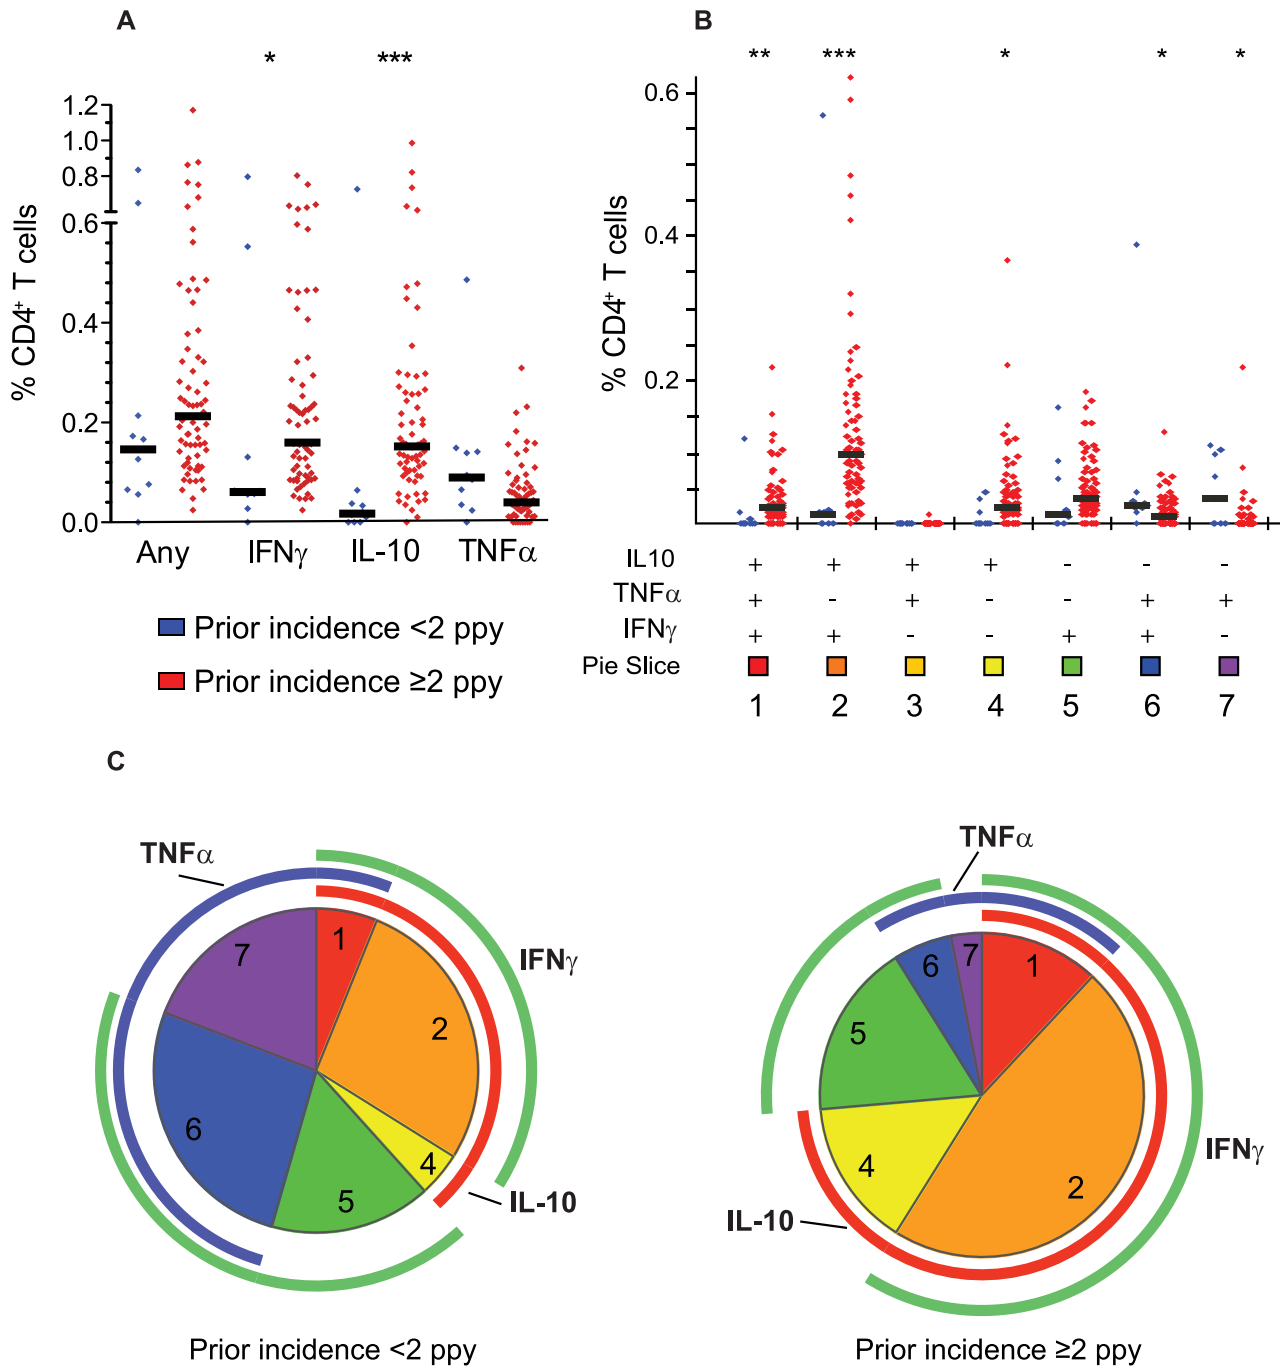 A
* ***
1.2
1.0
0.8
0.6
0.4
0.2
0.0
% CD4+ T cells
Any IFNγ IL-10 TNFα
Prior incidence <2 ppy
Prior incidence ≥2 ppy
B
** *** * * *
0.6
0.4
0.2
% CD4+ T cells
IL10 + + + + - - -
TNFα + - + - - + +
IFNγ + + - - + + -
Pie Slice
1 2 3 4 5 6 7
C
TNFα
IFNγ
IL-10
1
2
4
5
6
7
Prior incidence <2 ppy
TNFα
IFNγ
IL-10
1
2
4
5
6
7
Prior incidence ≥2 ppy